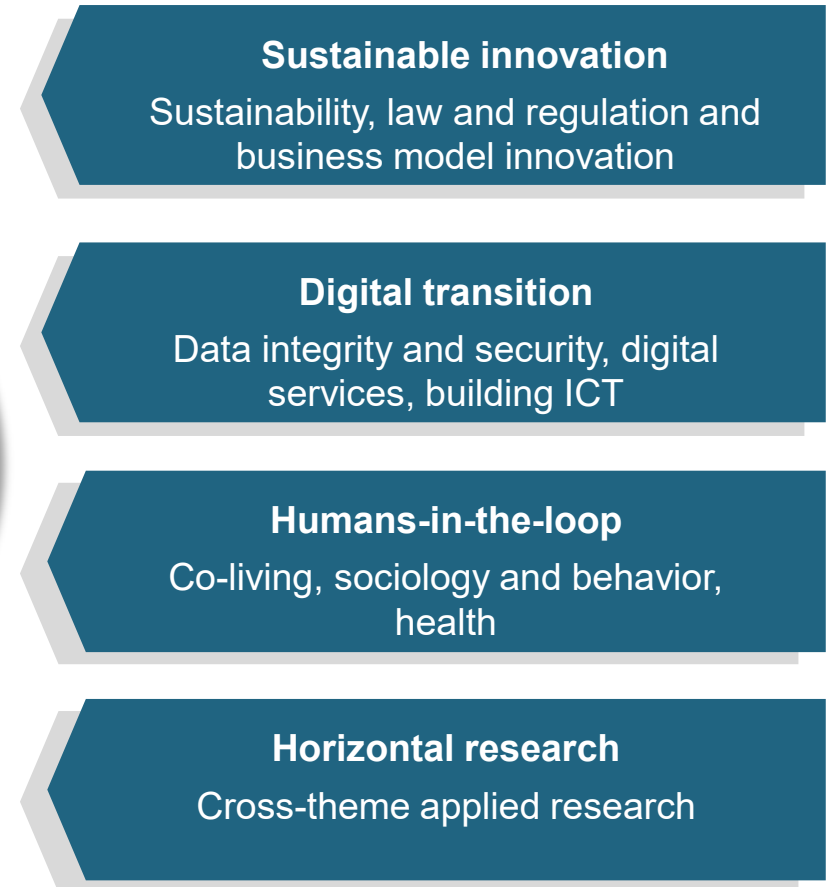 Sustainable innovation
Sustainability, law and regulation and
business model innovation
Digital transition
Data integrity and security, digital
services, building ICT
Humans-in-the-loop
Co-living, sociology and behavior,
health
Horizontal research
Cross-theme applied research